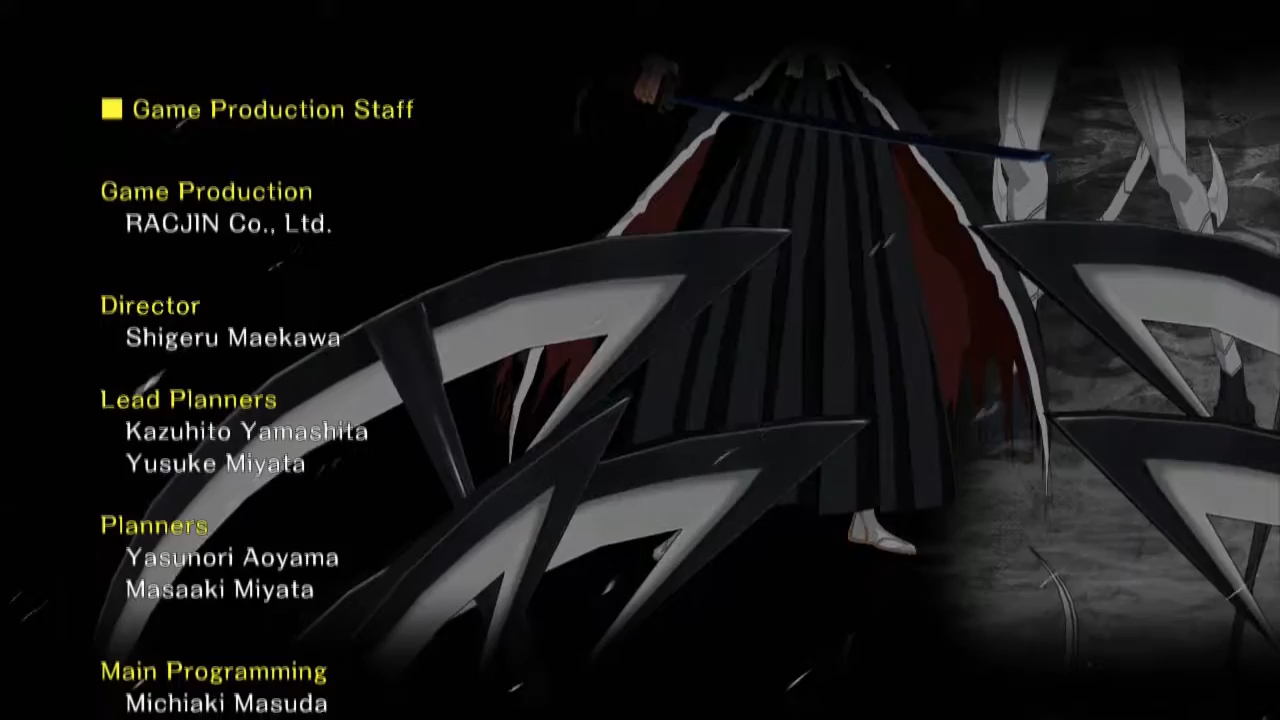 Game Production Staff
Game Production
RACJIN Co., Ltd.
Director
Shigeru Maekawa
Lead Planners
Kazuhito Yamashita
Yusuke Miyata
Planners
Yasunori Aoyama
Masaaki Miyata
Main Programming
Michiaki Masuda